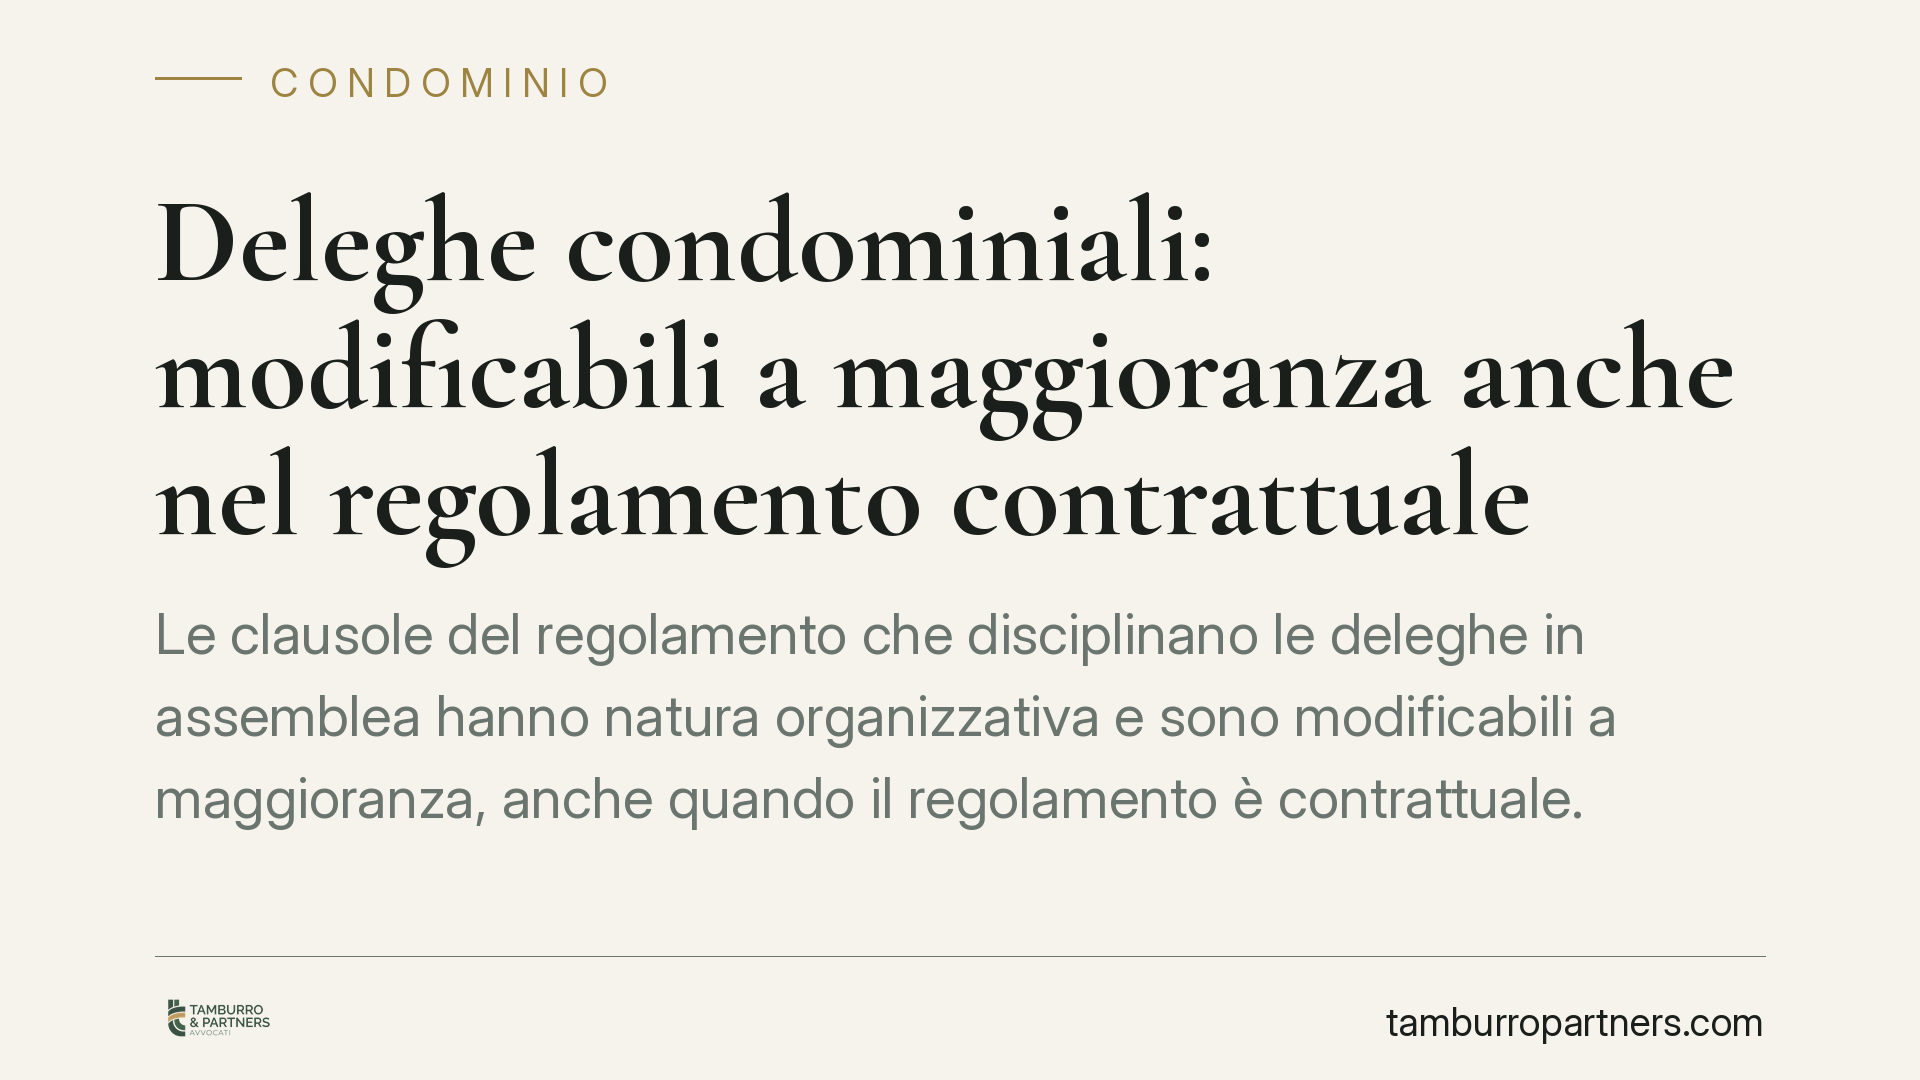 CONDOMINIO
Deleghe condominiali:
modificabili a maggioranza anche
nel regolamento contrattuale
Le clausole del regolamento che disciplinano le deleghe in
assemblea hanno natura organizzativa e sono modificabili a
maggioranza, anche quando il regolamento è contrattuale.
TAMBURRO
& PARTNERS
AVVOCATI
tamburropartners.com